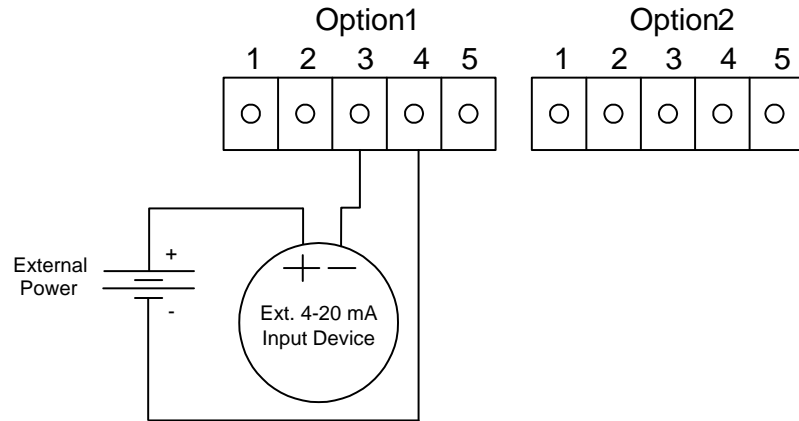 Option1 Option2
1 2 3 4 5 1 2 3 4 5
+
External
Power
-
+ -
Ext. 4-20 mA
Input Device